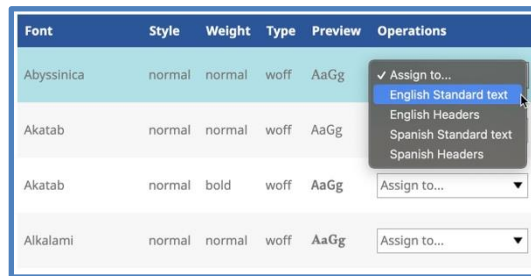 Font Style Weight Type Preview Operations
Abyssinica normal normal woff AaGg ✓ Assign to...
English Standard text
English Headers
Spanish Standard text
Spanish Headers
Akatab normal normal woff AaGg
Akatab normal bold woff AaGg Assign to...
Alkalami normal normal woff AaGg Assign to...